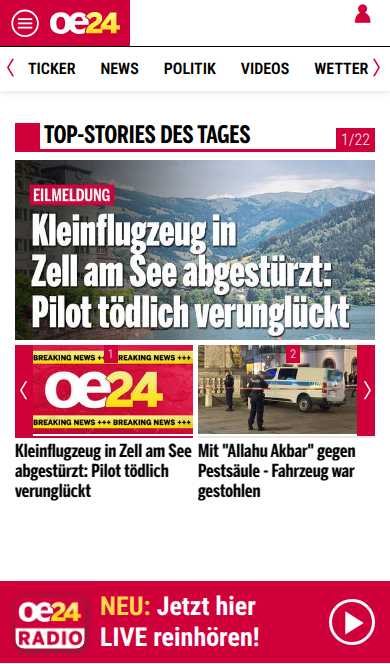 oe24
TICKER NEWS POLITIK VIDEOS WETTER
TOP-STORIES DES TAGES
1/22
EILMELDUNG
Kleinflugzeug in
Zell am See abgestürzt:
Pilot tödlich verunglückt
BREAKING NEWS +++ BREAKING NEWS +++
1
oe24
BREAKING NEWS +++ BREAKING NEWS +++
2
Kleinflugzeug in Zell am See
abgestürzt: Pilot tödlich
verunglückt
Mit "Allahu Akbar" gegen
Pestsäule - Fahrzeug war
gestohlen
oe24
RADIO
NEU: Jetzt hier
LIVE reinhören!